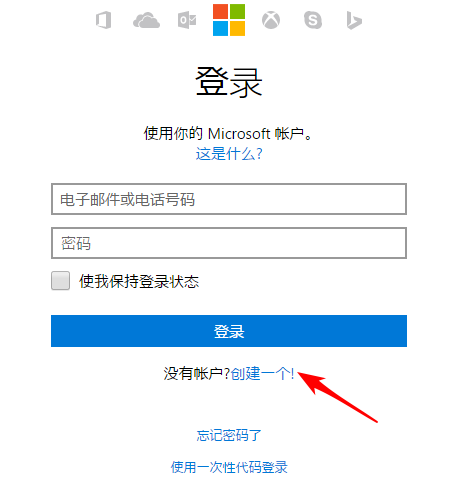 登录
使用你的 Microsoft 帐户。
这是什么?
电子邮件或电话号码
密码
使我保持登录状态
登录
没有帐户?创建一个!
忘记密码了
使用一次性代码登录